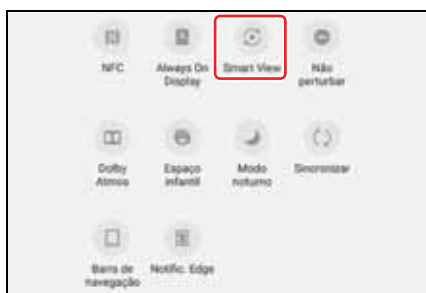 NFC
Always On
Display
Smart View
Não
perturbar
Dolby
Atmos
Espaço
infantil
Modo
noturno
Sincronizar
Barra de
navegação
Notific. Edge